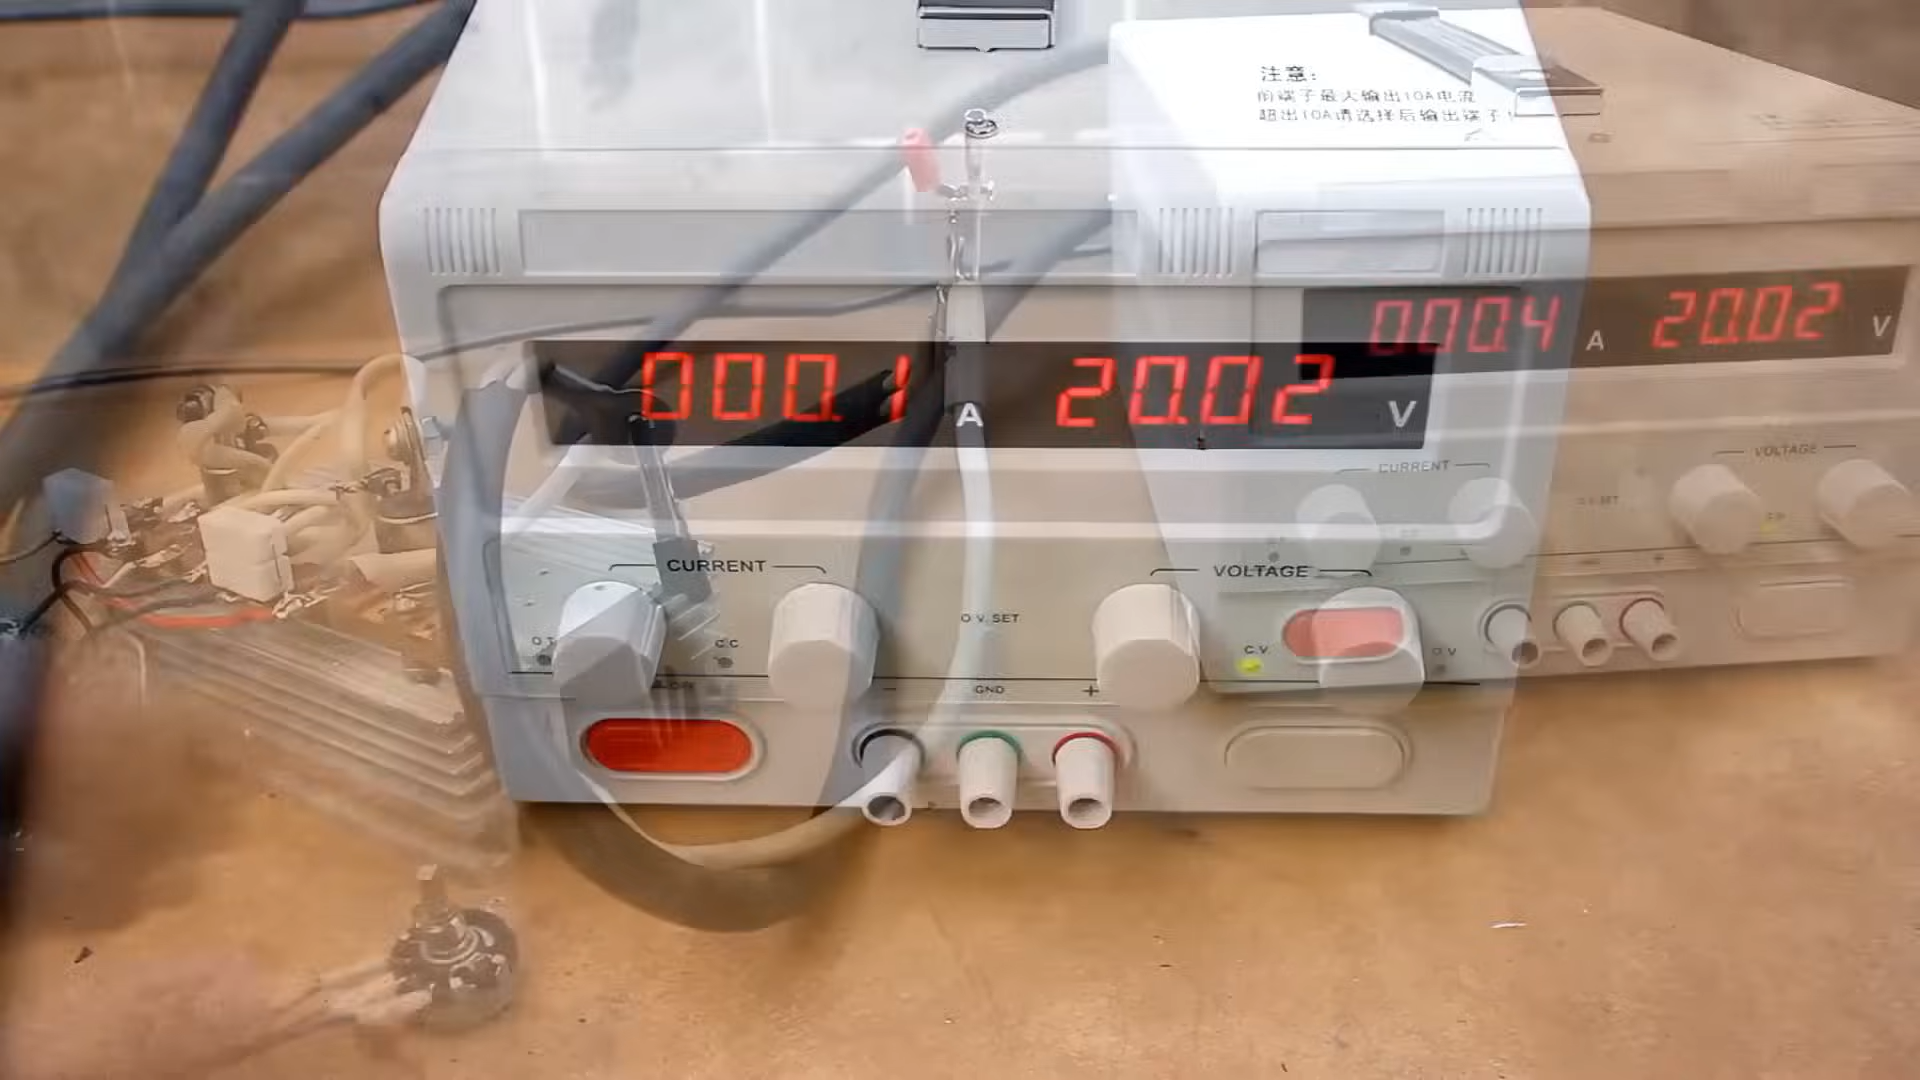 注意:
前端子最大输出10A电流
超出10A请选择后输出端子!
000.4 A 20.02 V
000.1 A 20.02 V
CURRENT VOLTAGE
CURRENT VOLTAGE
O.V.SET
C.C
C.V.
O.V
- GND +